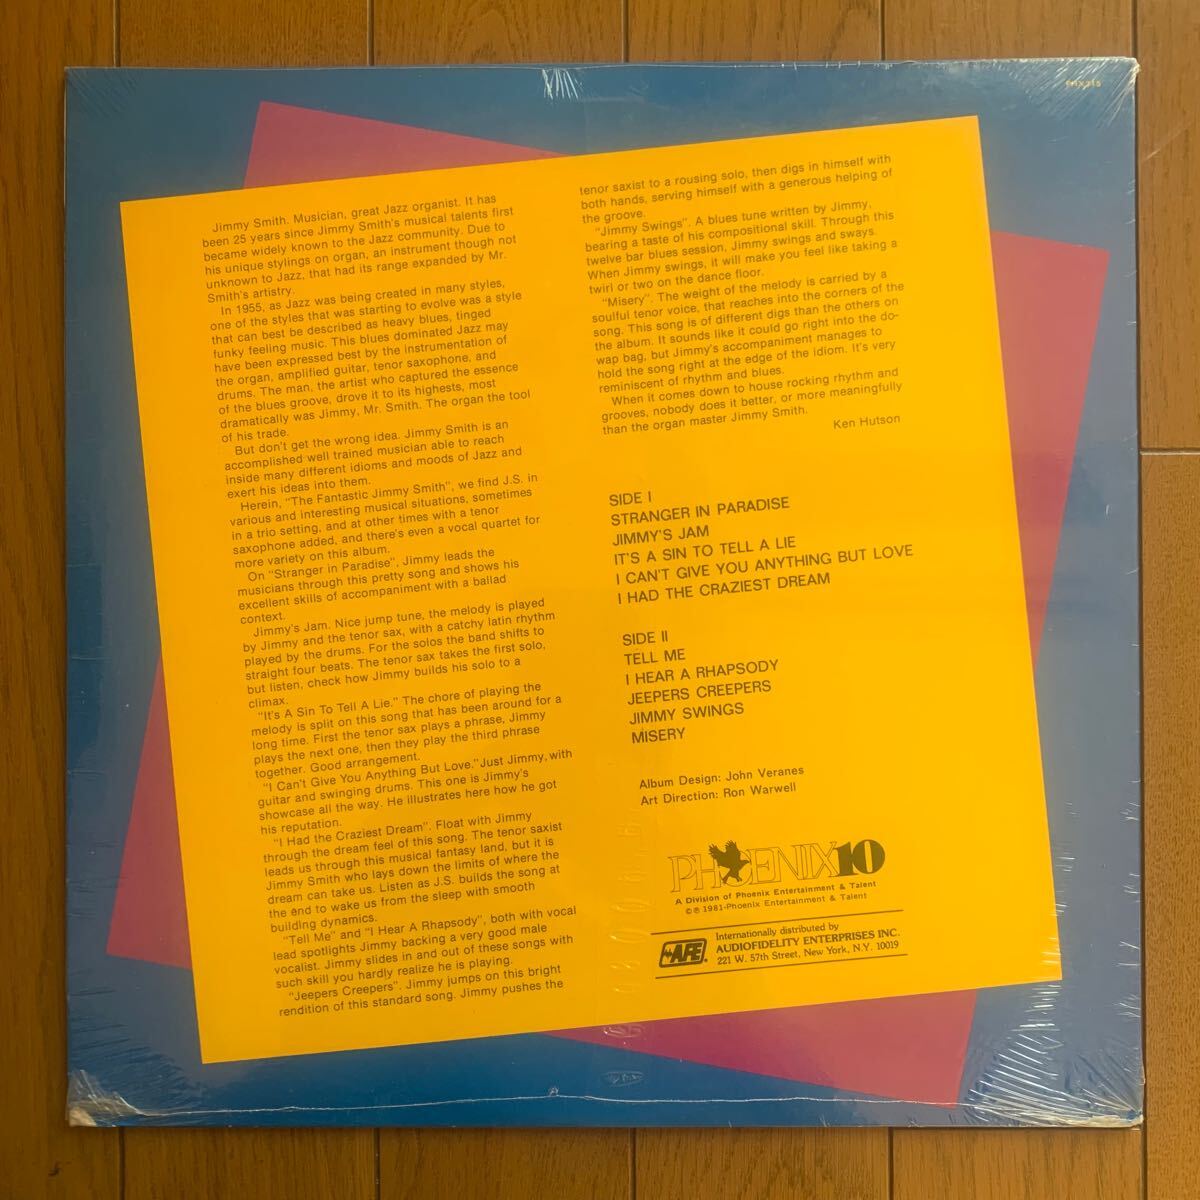 PHX315
Jimmy Smith. Musician, great Jazz organist. It has
been 25 years since Jimmy Smith's musical talents first
became widely known to the Jazz community. Due to
his unique stylings on organ, an instrument though not
unknown to Jazz, that had its range expanded by Mr.
Smith's artistry.
In 1955, as Jazz was being created in many styles,
one of the styles that was starting to evolve was a style
that can best be described as heavy blues, tinged
funky feeling music. This blues dominated Jazz may
have been expressed best by the instrumentation of
the organ, amplified guitar, tenor saxophone, and
drums. The man, the artist who captured the essence
of the blues groove, drove it to its highests, most
dramatically was Jimmy, Mr. Smith. The organ the tool
of his trade.
But don't get the wrong idea. Jimmy Smith is an
accomplished well trained musician able to reach
inside many different idioms and moods of Jazz and
exert his ideas into them.
Herein, "The Fantastic Jimmy Smith", we find J.S. in
various and interesting musical situations, sometimes
in a trio setting, and at other times with a tenor
saxophone added, and there's even a vocal quartet for
more variety on this album.
On "Stranger in Paradise", Jimmy leads the
musicians through this pretty song and shows his
excellent skills of accompaniment with a ballad
context.
Jimmy's Jam. Nice jump tune, the melody is played
by Jimmy and the tenor sax, with a catchy latin rhythm
played by the drums. For the solos the band shifts to
straight four beats. The tenor sax takes the first solo,
but listen, check how Jimmy builds his solo to a
climax.
"It's A Sin To Tell A Lie." The chore of playing the
melody is split on this song that has been around for a
long time. First the tenor sax plays a phrase, Jimmy
plays the next one, then they play the third phrase
together. Good arrangement.
"I Can't Give You Anything But Love." Just Jimmy, with
guitar and swinging drums. This one is Jimmy's
showcase all the way. He illustrates here how he got
his reputation.
"I Had the Craziest Dream". Float with Jimmy
through the dream feel of this song. The tenor saxist
leads us through this musical fantasy land, but it is
Jimmy Smith who lays down the limits of where the
dream can take us. Listen as J.S. builds the song at
the end to wake us from the sleep with smooth
building dynamics.
"Tell Me" and "I Hear A Rhapsody", both with vocal
lead spotlights Jimmy backing a very good male
vocalist. Jimmy slides in and out of these songs with
such skill you hardly realize he is playing.
"Jeepers Creepers". Jimmy jumps on this bright
rendition of this standard song. Jimmy pushes the
tenor saxist to a rousing solo, then digs in himself with
both hands, serving himself with a generous helping of
the groove.
"Jimmy Swings". A blues tune written by Jimmy,
bearing a taste of his compositional skill. Through this
twelve bar blues session, Jimmy swings and sways.
When Jimmy swings, it will make you feel like taking a
twirl or two on the dance floor.
"Misery". The weight of the melody is carried by a
soulful tenor voice, that reaches into the corners of the
song. This song is of different digs than the others on
the album. It sounds like it could go right into the do-
wap bag, but Jimmy's accompaniment manages to
hold the song right at the edge of the idiom. It's very
reminiscent of rhythm and blues.
When it comes down to house rocking rhythm and
grooves, nobody does it better, or more meaningfully
than the organ master Jimmy Smith.
Ken Hutson
SIDE I
STRANGER IN PARADISE
JIMMY'S JAM
IT'S A SIN TO TELL A LIE
I CAN'T GIVE YOU ANYTHING BUT LOVE
I HAD THE CRAZIEST DREAM
SIDE II
TELL ME
I HEAR A RHAPSODY
JEEPERS CREEPERS
JIMMY SWINGS
MISERY
Album Design: John Veranes
Art Direction: Ron Warwell
PHOENIX10
A Division of Phoenix Entertainment & Talent
©℗1981-Phoenix Entertainment & Talent
AFE
Internationally distributed by
AUDIOFIDELITY ENTERPRISES INC.
221 W. 57th Street, New York, N.Y. 10019